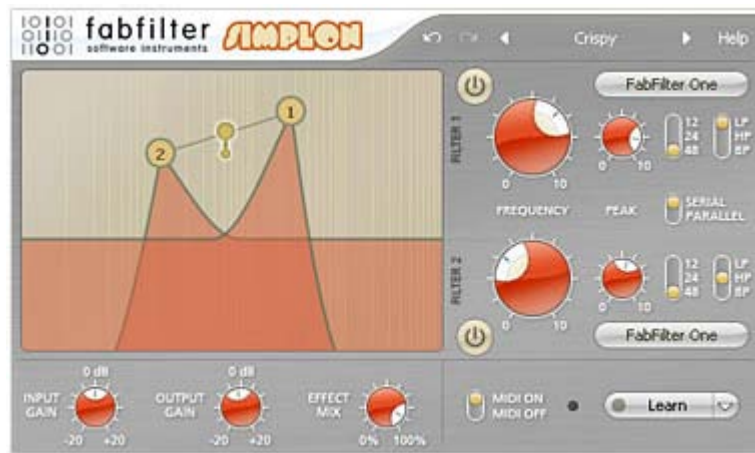 fabfilter
software instruments
SIMPLON
Crispy
Help
FabFilter One
FILTER 1
0 10
0 10
12
24
48
LP
HP
BP
FREQUENCY
PEAK
SERIAL
PARALLEL
1
2
FILTER 2
0 10
0 10
12
24
48
LP
HP
BP
FabFilter One
INPUT
GAIN
0 dB
-20 +20
OUTPUT
GAIN
0 dB
-20 +20
EFFECT
MIX
0% 100%
MIDI ON
MIDI OFF
Learn